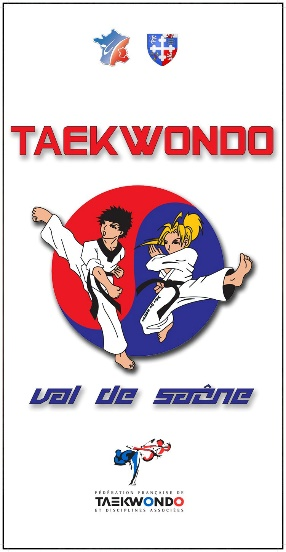 TAEKWONDO
Val de Saône
FÉDÉRATION FRANÇAISE DE
TAEKWONDO
ET DISCIPLINES ASSOCIÉES